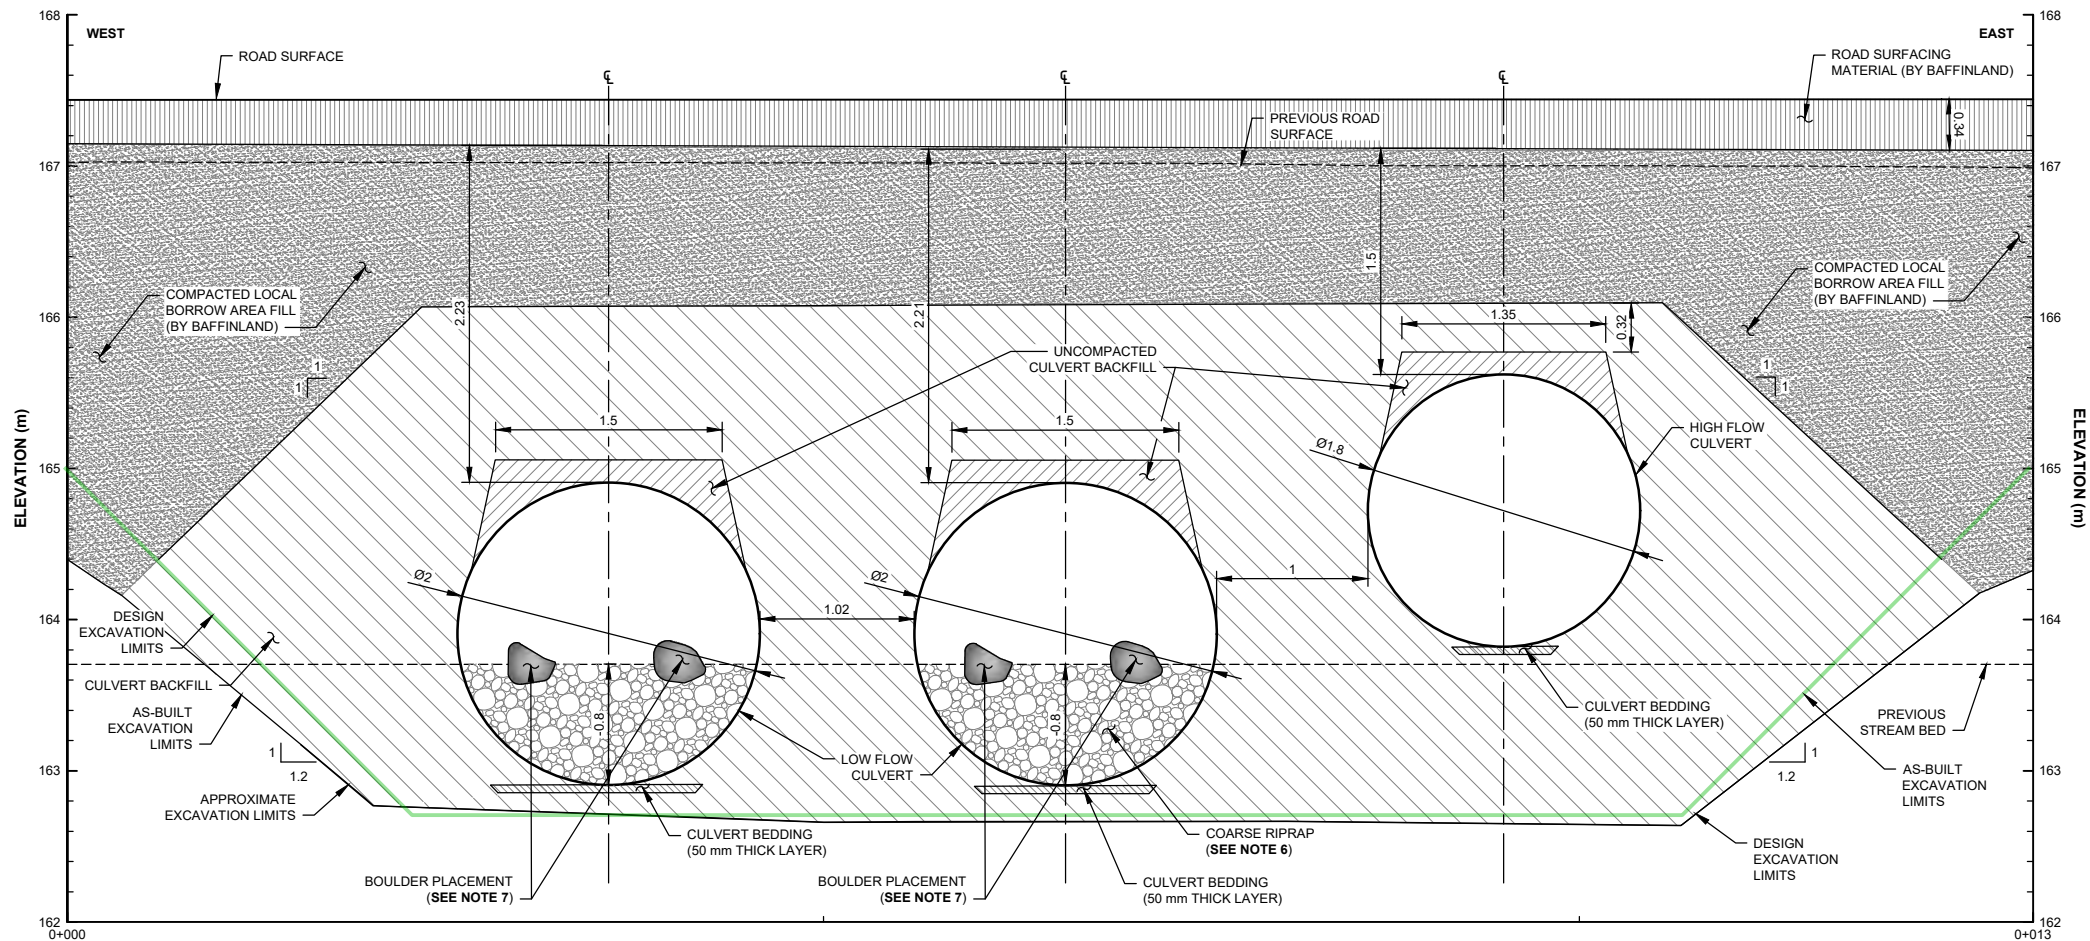 168
WEST
EAST
168
ROAD SURFACE
ROAD SURFACING
MATERIAL (BY BAFFINLAND)
℄
℄
℄
PREVIOUS ROAD
SURFACE
0.34
167
167
2.23
2.21
1.5
COMPACTED LOCAL
BORROW AREA FILL
(BY BAFFINLAND)
COMPACTED LOCAL
BORROW AREA FILL
(BY BAFFINLAND)
166
166
1.35
0.32
UNCOMPACTED
CULVERT BACKFILL
1
1
1
1
ELEVATION (m)
ELEVATION (m)
1.5
1.5
HIGH FLOW
CULVERT
Ø1.8
165
165
Ø2
Ø2
1
1.02
DESIGN
EXCAVATION
LIMITS
164
164
CULVERT BACKFILL
AS-BUILT
EXCAVATION
LIMITS
-0.8
-0.8
CULVERT BEDDING
(50 mm THICK LAYER)
PREVIOUS
STREAM BED
1
1.2
1
1.2
LOW FLOW
CULVERT
163
163
AS-BUILT
EXCAVATION
LIMITS
APPROXIMATE
EXCAVATION LIMITS
CULVERT BEDDING
(50 mm THICK LAYER)
COARSE RIPRAP
(SEE NOTE 6)
DESIGN
EXCAVATION
LIMITS
BOULDER PLACEMENT
(SEE NOTE 7)
BOULDER PLACEMENT
(SEE NOTE 7)
CULVERT BEDDING
(50 mm THICK LAYER)
162
162
0+000
0+013